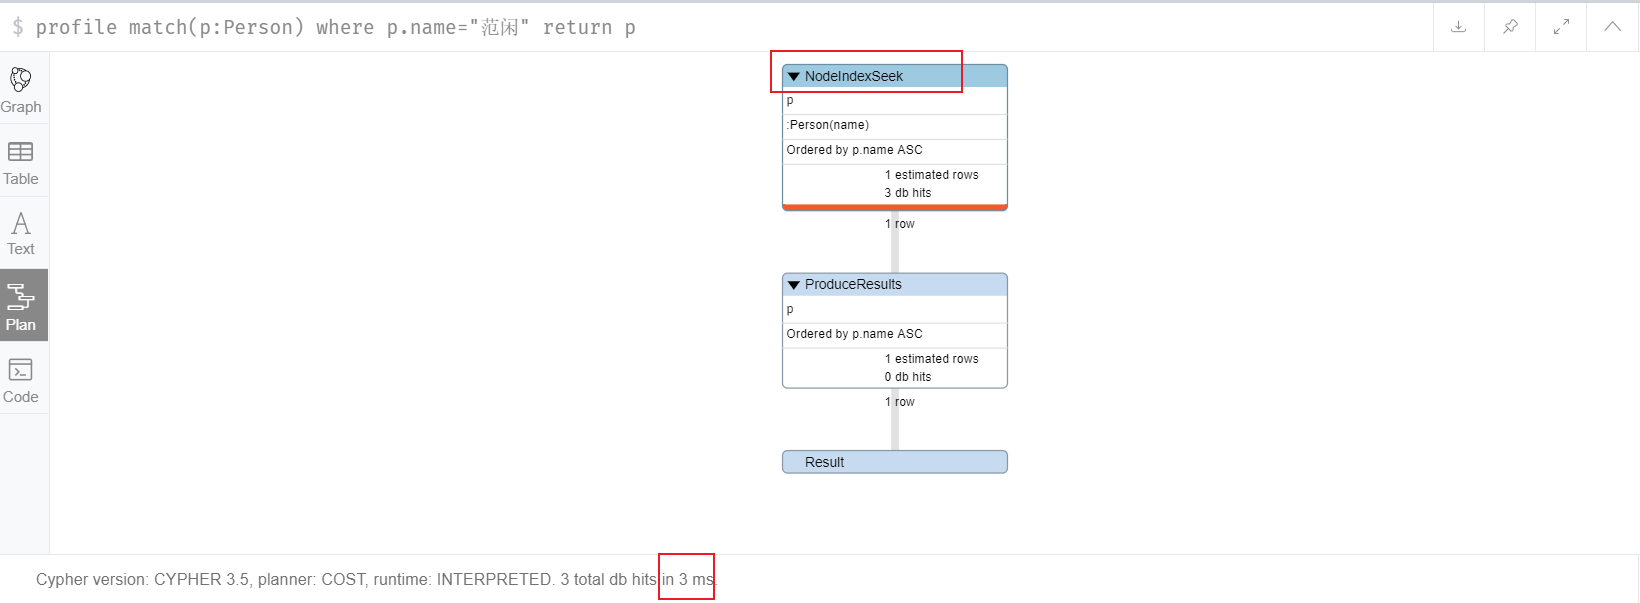 $ profile match(p:Person) where p.name="范闲" return p
Graph
Table
Text
Plan
Code
NodeIndexSeek
p
:Person(name)
Ordered by p.name ASC
1 estimated rows
3 db hits
1 row
ProduceResults
p
Ordered by p.name ASC
1 estimated rows
0 db hits
1 row
Result
Cypher version: CYPHER 3.5, planner: COST, runtime: INTERPRETED. 3 total db hits in 3 ms.